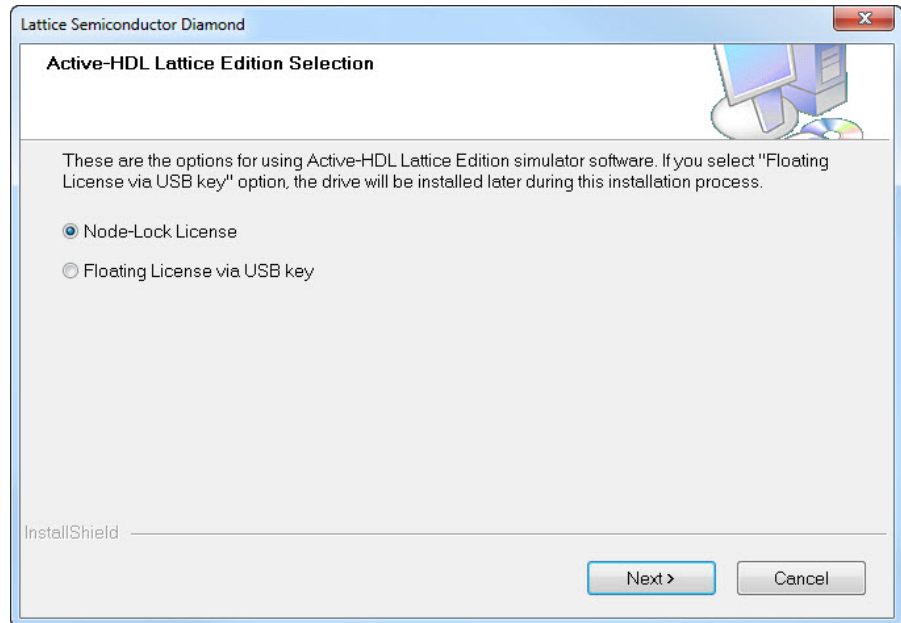 Lattice Semiconductor Diamond
Active-HDL Lattice Edition Selection
These are the options for using Active-HDL Lattice Edition simulator software. If you select "Floating
License via USB key" option, the drive will be installed later during this installation process.
Node-Lock License
Floating License via USB key
InstallShield
Next >
Cancel